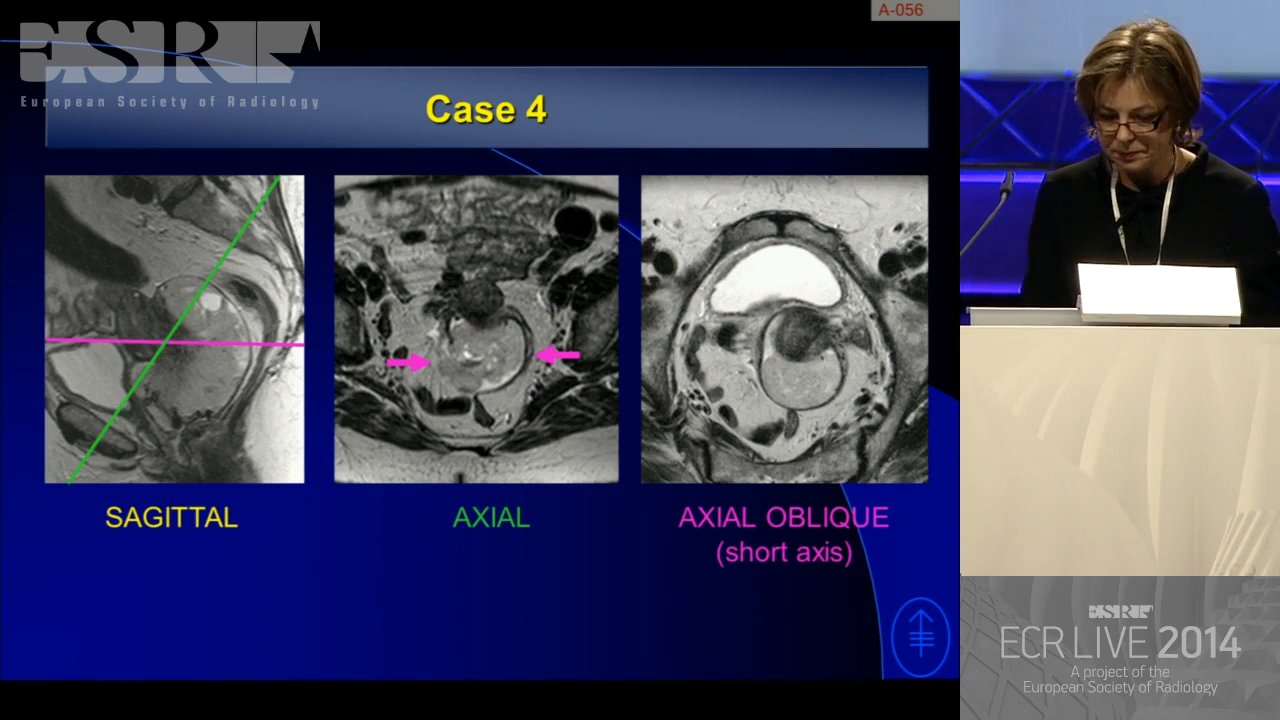 A-056
ESR
European Society of Radiology
Case 4
SAGITTAL
AXIAL
AXIAL OBLIQUE
(short axis)
ESR
ECR LIVE 2014
A project of the
European Society of Radiology